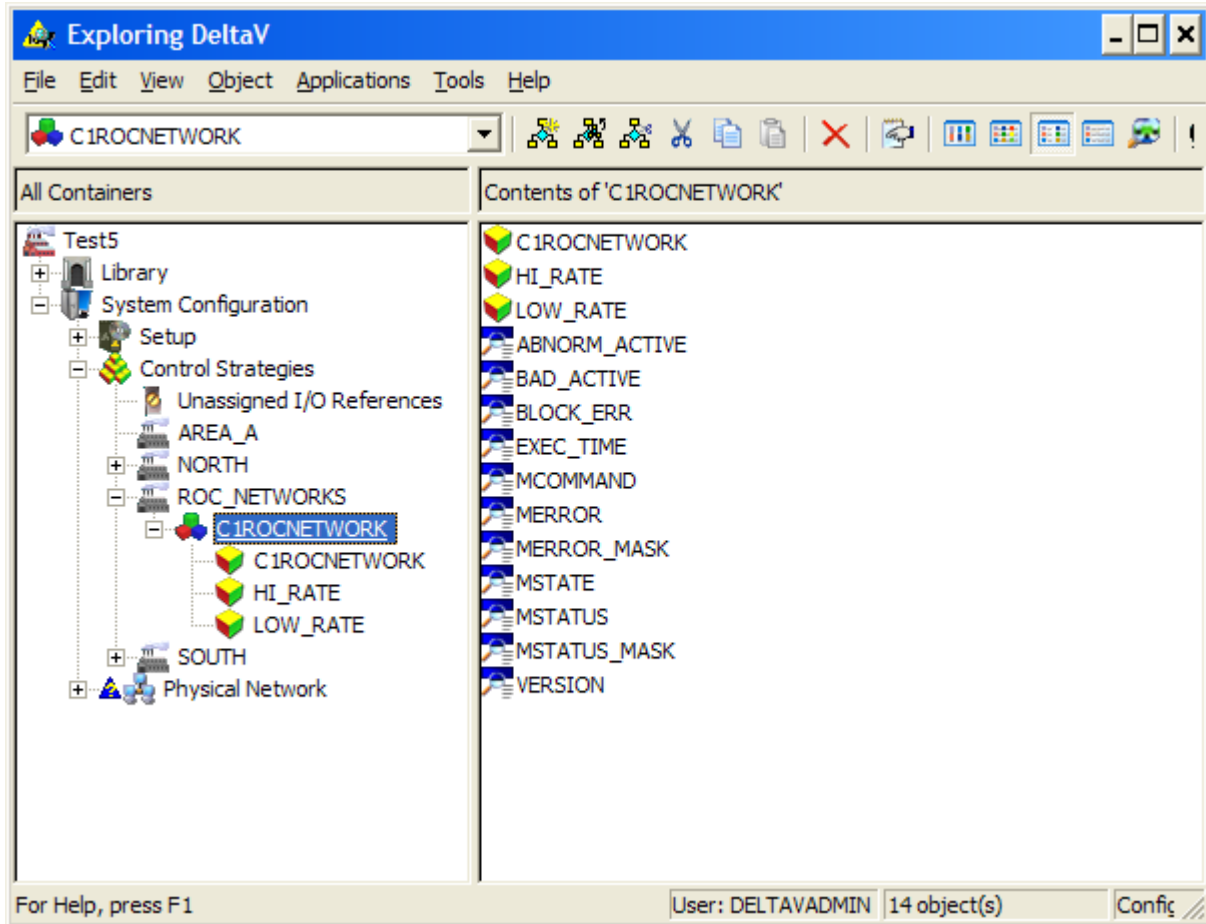 Exploring DeltaV
File Edit View Object Applications Tools Help
C1ROCNETWORK
All Containers
Contents of 'C1ROCNETWORK'
Test5
Library
System Configuration
Setup
Control Strategies
Unassigned I/O References
AREA_A
NORTH
ROC_NETWORKS
C1ROCNETWORK
C1ROCNETWORK
HI_RATE
LOW_RATE
SOUTH
Physical Network
C1ROCNETWORK
HI_RATE
LOW_RATE
ABNORM_ACTIVE
BAD_ACTIVE
BLOCK_ERR
EXEC_TIME
MCOMMAND
MERROR
MERROR_MASK
MSTATE
MSTATUS
MSTATUS_MASK
VERSION
For Help, press F1
User: DELTAVADMIN
14 object(s)